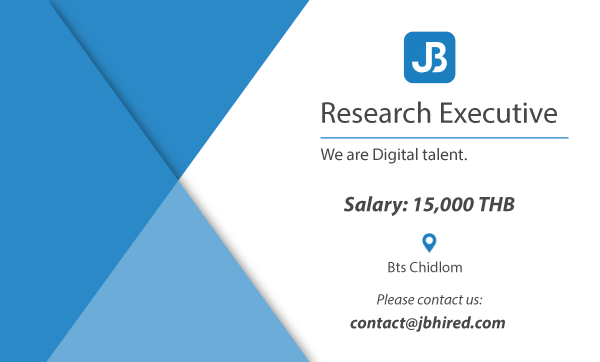 JB
Research Executive
We are Digital talent.
Salary: 15,000 THB
Bts Chidlom
Please contact us:
contact@jbhired.com